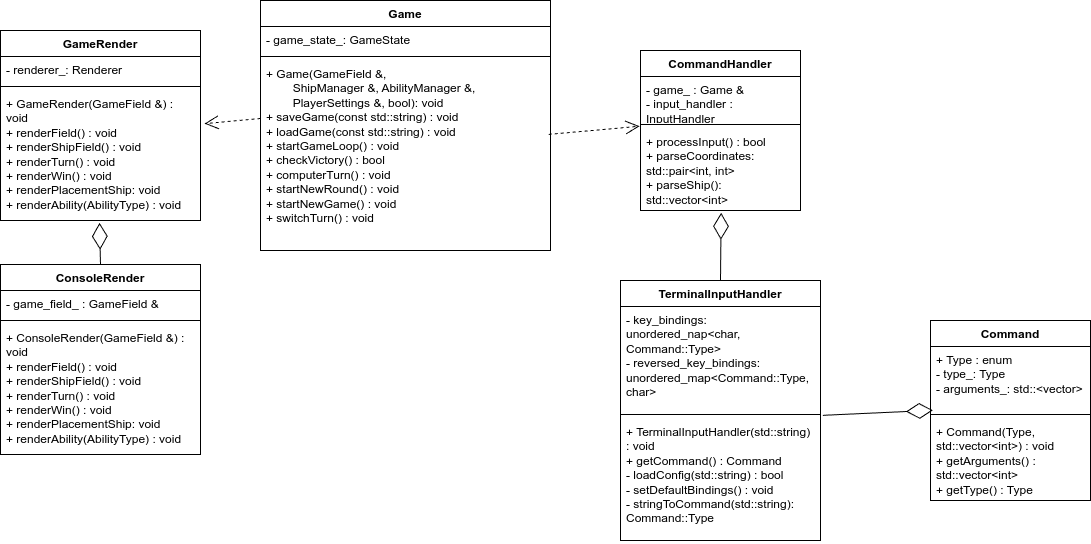 GameRender
- renderer_: Renderer
+ GameRender(GameField &) :
void
+ renderField() : void
+ renderShipField() : void
+ renderTurn() : void
+ renderWin() : void
+ renderPlacementShip: void
+ renderAbility(AbilityType) : void
ConsoleRender
- game_field_ : GameField &
+ ConsoleRender(GameField &) :
void
+ renderField() : void
+ renderShipField() : void
+ renderTurn() : void
+ renderWin() : void
+ renderPlacementShip: void
+ renderAbility(AbilityType) : void
Game
- game_state_: GameState
+ Game(GameField &,
ShipManager &, AbilityManager &,
PlayerSettings &, bool): void
+ saveGame(const std::string) : void
+ loadGame(const std::string) : void
+ startGameLoop() : void
+ checkVictory() : bool
+ computerTurn() : void
+ startNewRound() : void
+ startNewGame() : void
+ switchTurn() : void
CommandHandler
- game_ : Game &
- input_handler :
InputHandler
+ processInput() : bool
+ parseCoordinates:
std::pair<int, int>
+ parseShip():
std::vector<int>
TerminalInputHandler
- key_bindings:
unordered_nap<char,
Command::Type>
- reversed_key_bindings:
unordered_map<Command::Type,
char>
+ TerminalInputHandler(std::string)
: void
+ getCommand() : Command
- loadConfig(std::string) : bool
- setDefaultBindings() : void
- stringToCommand(std::string):
Command::Type
Command
+ Type : enum
- type_: Type
- arguments_: std::<vector>
+ Command(Type,
std::vector<int>) : void
+ getArguments() :
std::vector<int>
+ getType() : Type